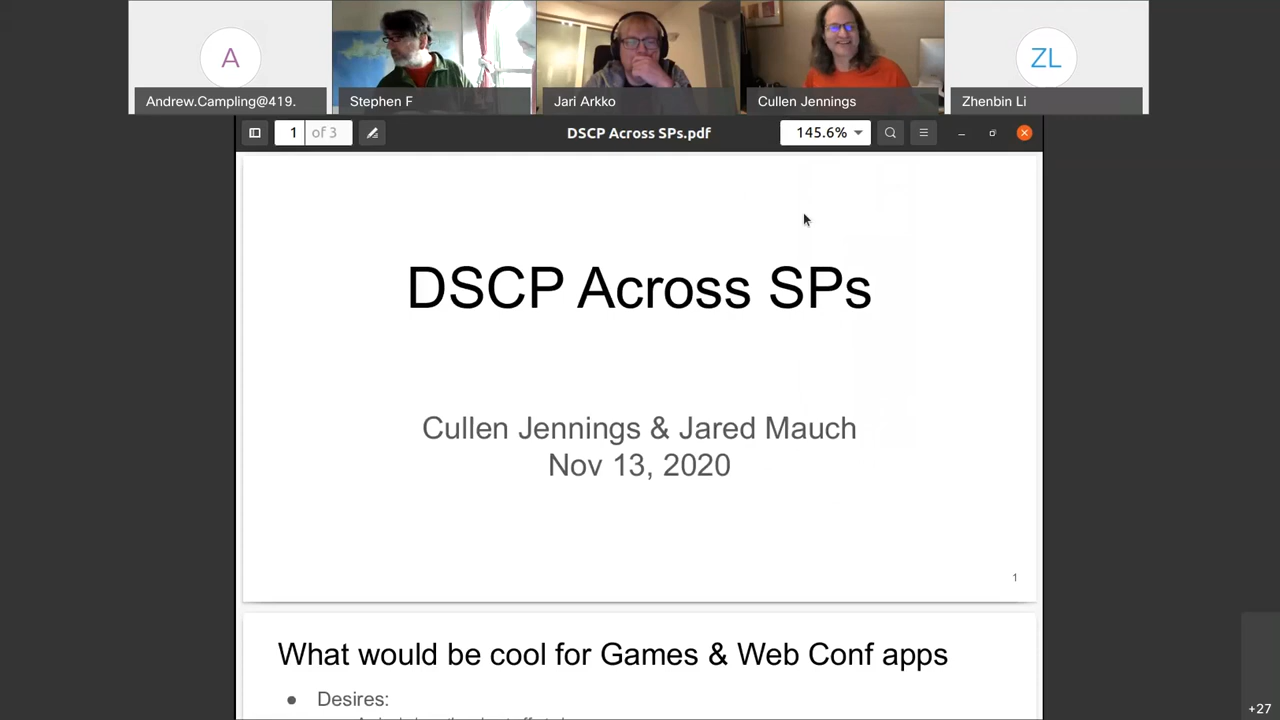 A
ZL
Andrew.Campling@419.
Stephen F
Jari Arkko
Cullen Jennings
Zhenbin Li
1 of 3
DSCP Across SPs.pdf
145.6%
DSCP Across SPs
Cullen Jennings & Jared Mauch
Nov 13, 2020
1
What would be cool for Games & Web Conf apps
● Desires:
+27